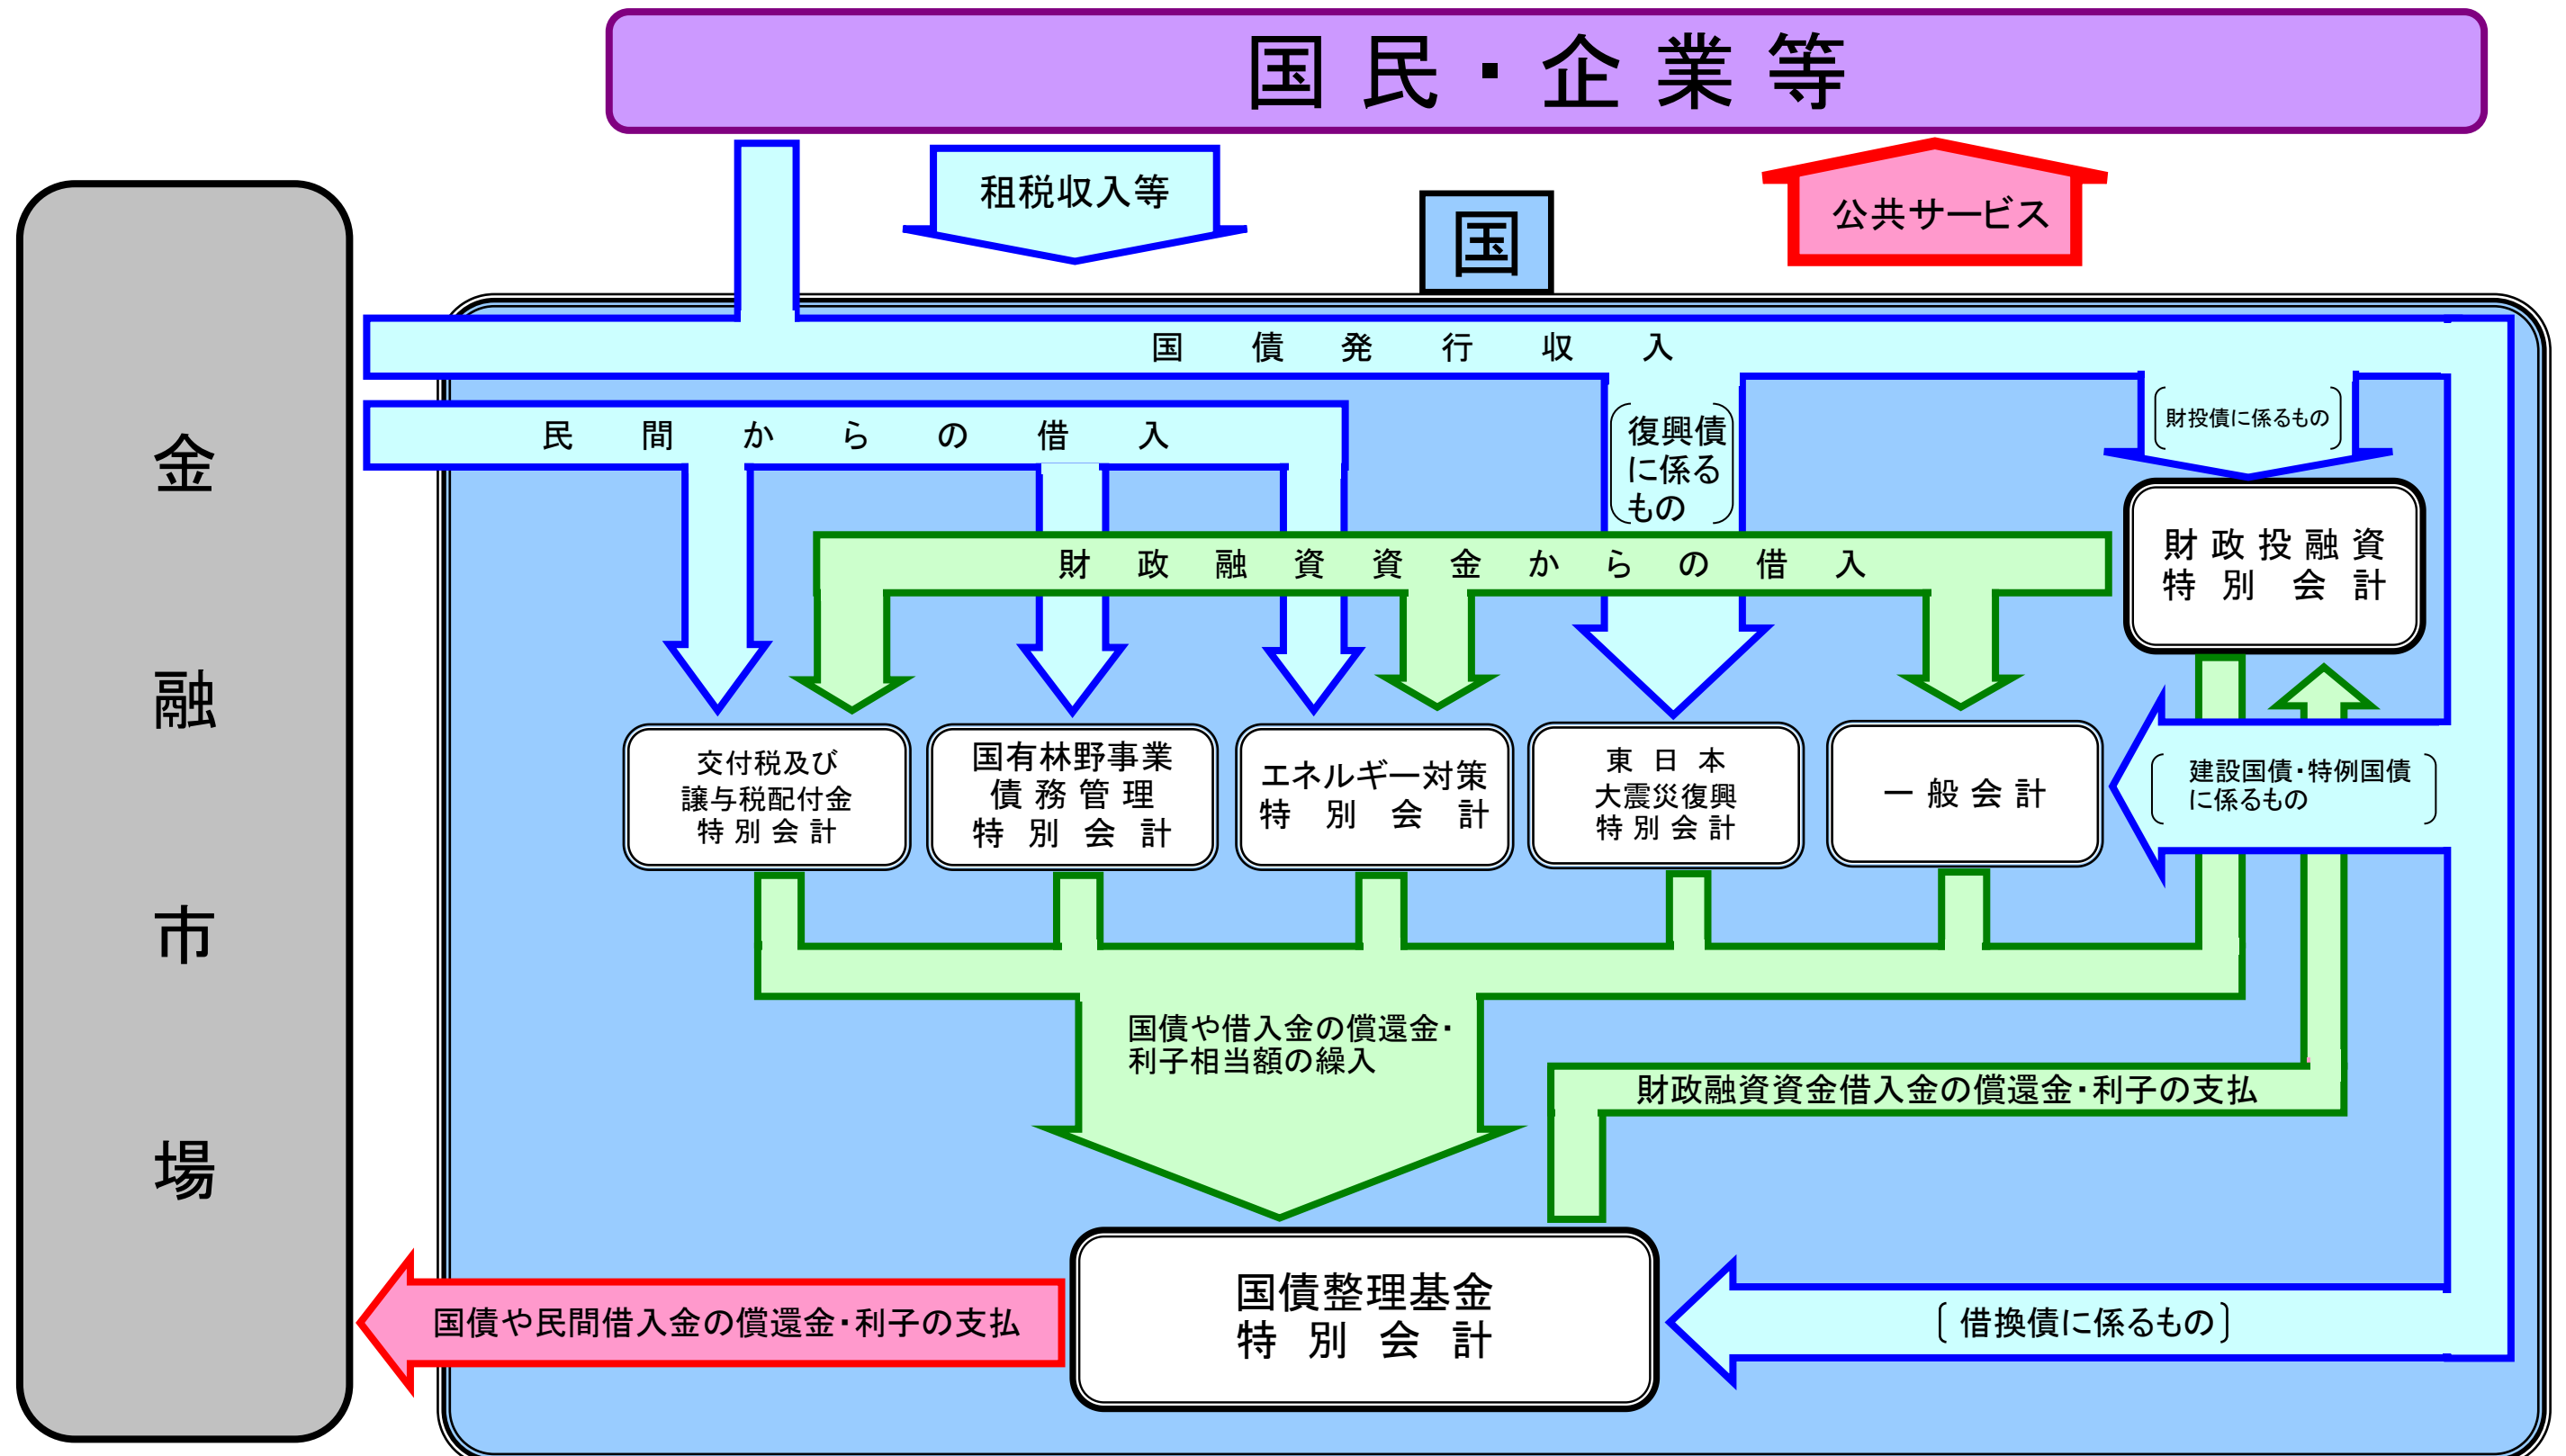 国民・企業等
租税収入等
国
公共サービス
金融市場
国債発行収入
民間からの借入
復興債
に係る
もの
財投債に係るもの
財政融資資金からの借入
財政投融資
特別会計
交付税及び
譲与税配付金
特別会計
国有林野事業
債務管理
特別会計
エネルギー対策
特別会計
東日本
大震災復興
特別会計
一般会計
建設国債・特例国債
に係るもの
国債や借入金の償還金・
利子相当額の繰入
財政融資資金借入金の償還金・利子の支払
国債整理基金
特別会計
国債や民間借入金の償還金・利子の支払
借換債に係るもの